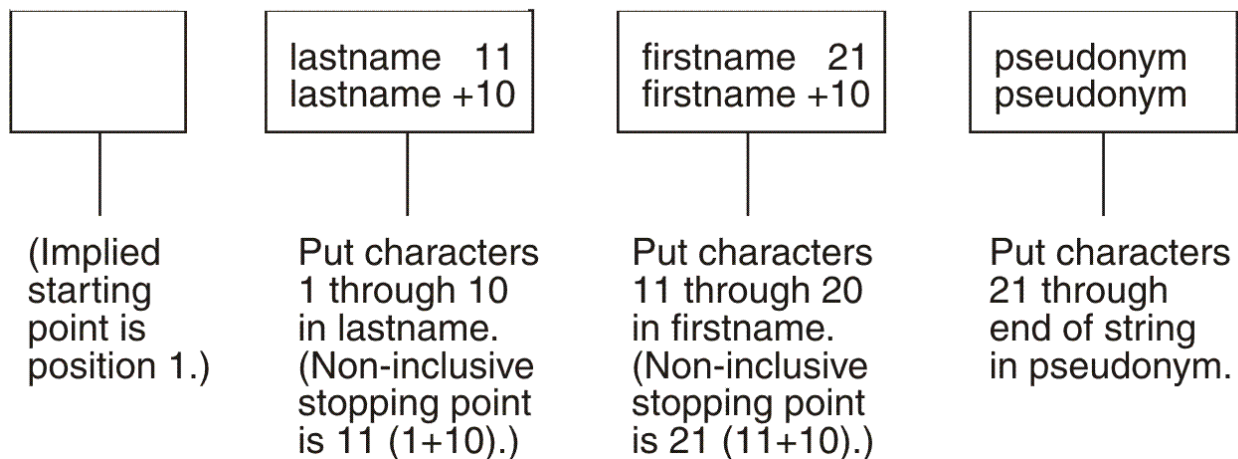 lastname 11
lastname +10
firstname 21
firstname +10
pseudonym
pseudonym
(Implied
starting
point is
position 1.)
Put characters
1 through 10
in lastname.
(Non-inclusive
stopping point
is 11 (1+10).)
Put characters
11 through 20
in firstname.
(Non-inclusive
stopping point
is 21 (11+10).)
Put characters
21 through
end of string
in pseudonym.